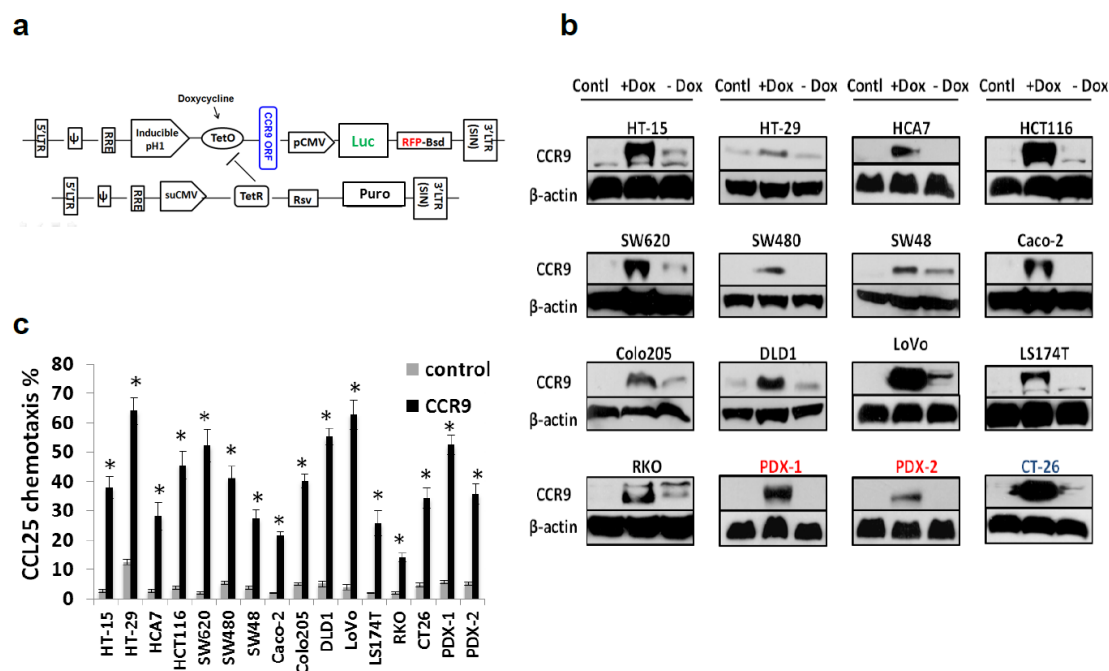 a
Doxycycline
5'LTR
Ψ
RRE
Inducible
pH1
TetO
CCR9 ORF
pCMV
Luc
RFP-Bsd
3'LTR
(SIN)
5'LTR
Ψ
RRE
suCMV
TetR
Rsv
Puro
3'LTR
(SIN)
b
Contl +Dox - Dox Contl +Dox - Dox Contl +Dox - Dox Contl +Dox - Dox
HT-15 HT-29 HCA7 HCT116
CCR9
β-actin
SW620 SW480 SW48 Caco-2
CCR9
β-actin
Colo205 DLD1 LoVo LS174T
CCR9
β-actin
RKO PDX-1 PDX-2 CT-26
CCR9
β-actin
c
CCL25 chemotaxis %
80
70
60
50
40
30
20
10
0
control
CCR9
* * * * * * * * * * * * * * * *
HT-15
HT-29
HCA7
HCT116
SW620
SW480
SW48
Caco-2
Colo205
DLD1
LoVo
LS174T
RKO
CT26
PDX-1
PDX-2